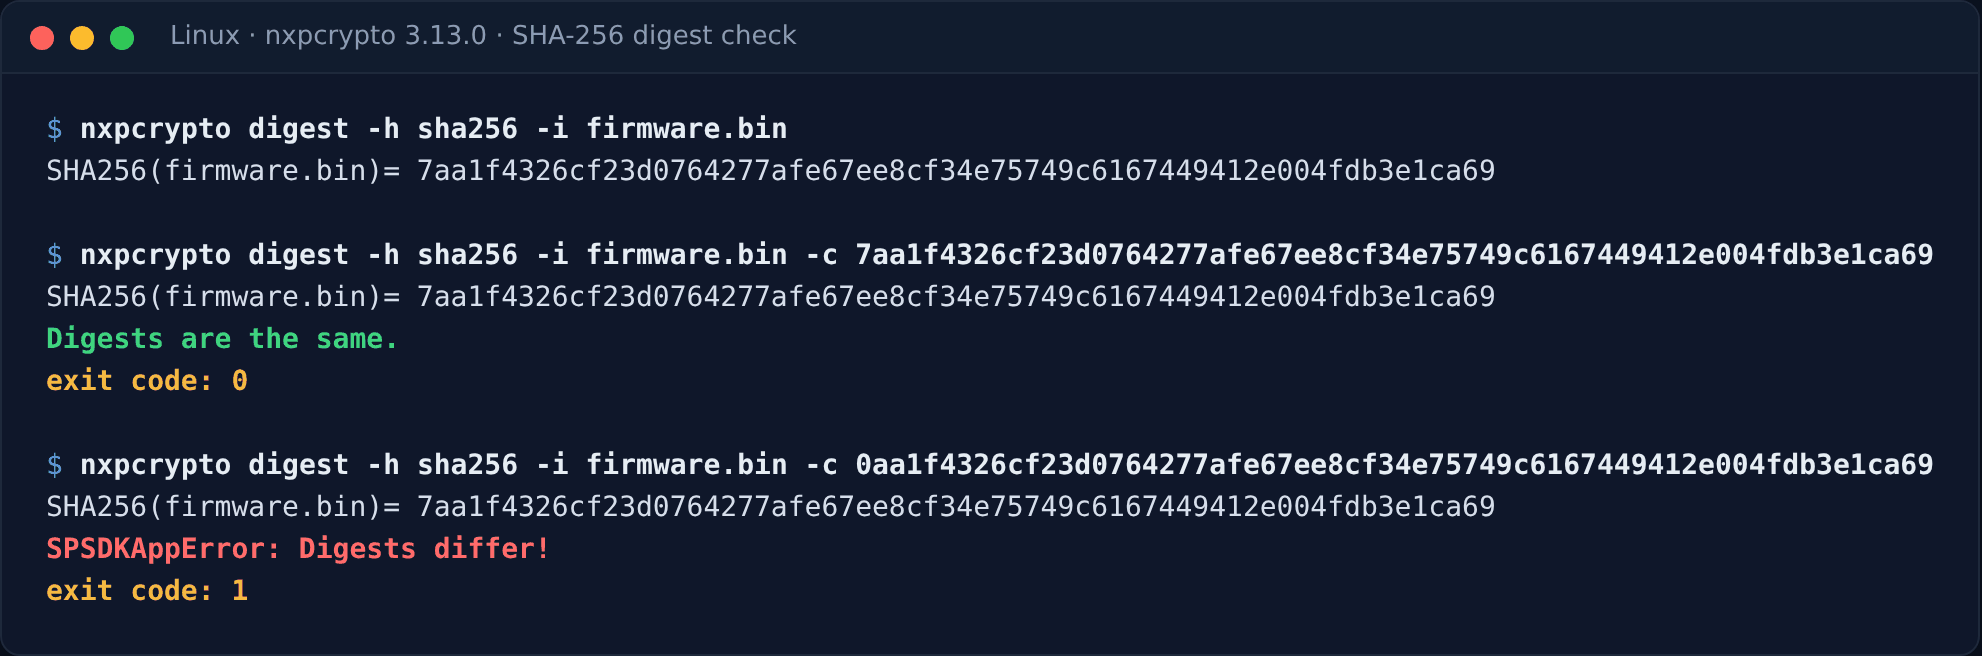 Linux · nxpcrypto 3.13.0 · SHA-256 digest check
$ nxpcrypto digest -h sha256 -i firmware.bin
SHA256(firmware.bin)= 7aa1f4326cf23d0764277afe67ee8cf34e75749c6167449412e004fdb3e1ca69
$ nxpcrypto digest -h sha256 -i firmware.bin -c 7aa1f4326cf23d0764277afe67ee8cf34e75749c6167449412e004fdb3e1ca69
SHA256(firmware.bin)= 7aa1f4326cf23d0764277afe67ee8cf34e75749c6167449412e004fdb3e1ca69
Digests are the same.
exit code: 0
$ nxpcrypto digest -h sha256 -i firmware.bin -c 0aa1f4326cf23d0764277afe67ee8cf34e75749c6167449412e004fdb3e1ca69
SHA256(firmware.bin)= 7aa1f4326cf23d0764277afe67ee8cf34e75749c6167449412e004fdb3e1ca69
SPSDKAppError: Digests differ!
exit code: 1